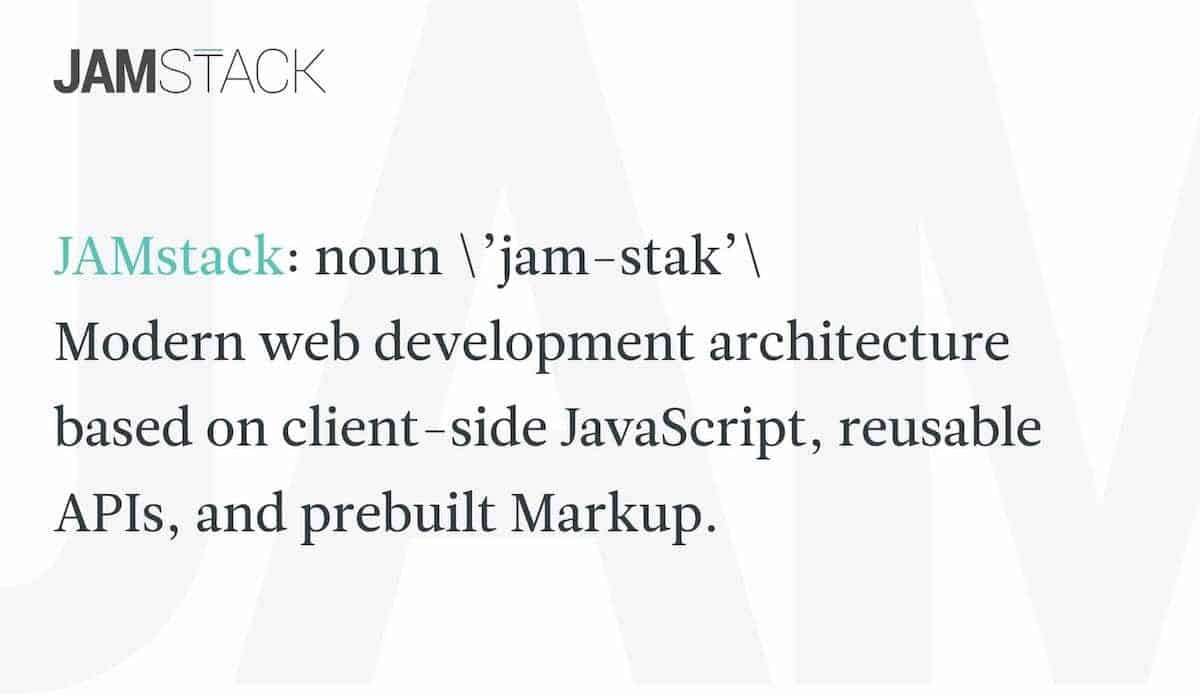 JAMSTACK
JAMstack: noun \’jam-stak’\
Modern web development architecture
based on client-side JavaScript, reusable
APIs, and prebuilt Markup.
JAM